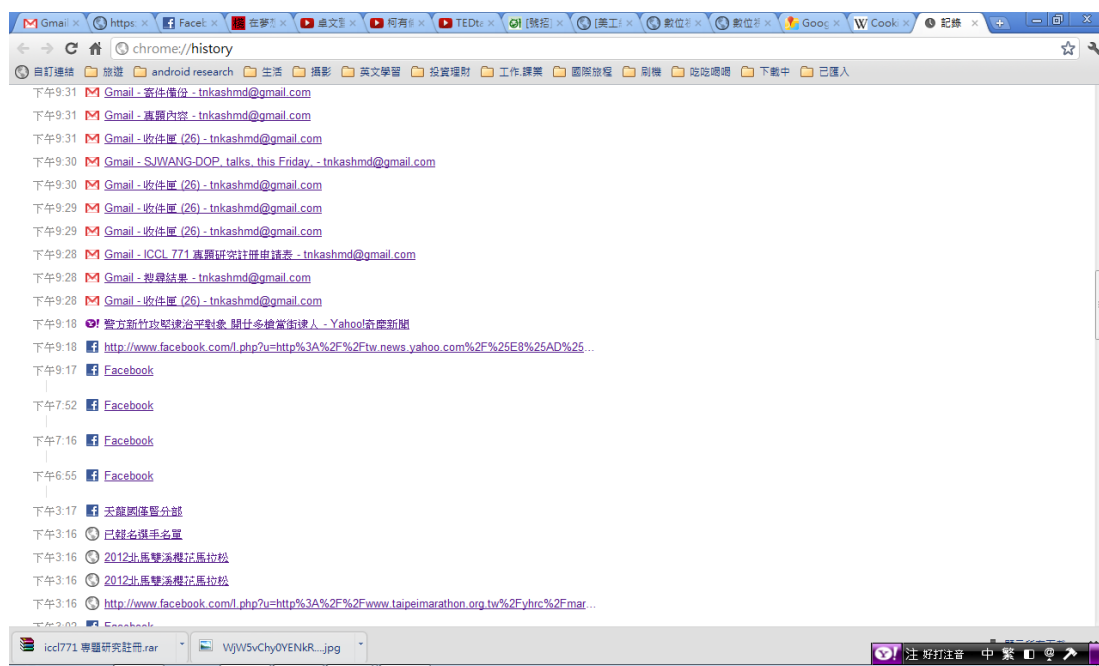 Gmail https: Faceb 在夢 卓文 柯有 TEDt [號招 [美工 數位 數位 Goog Cooki 記錄
chrome://history
自訂連結 旅遊 android research 生活 攝影 英文學習 投資理財 工作.課業 國際旅程 刷機 吃吃喝喝 下載中 已匯入
下午9:31 Gmail - 寄件備份 - tnkashmd@gmail.com
下午9:31 Gmail - 專題內容 - tnkashmd@gmail.com
下午9:31 Gmail - 收件匣 (26) - tnkashmd@gmail.com
下午9:30 Gmail - SJWANG-DOP, talks, this Friday, - tnkashmd@gmail.com
下午9:30 Gmail - 收件匣 (26) - tnkashmd@gmail.com
下午9:29 Gmail - 收件匣 (26) - tnkashmd@gmail.com
下午9:29 Gmail - 收件匣 (26) - tnkashmd@gmail.com
下午9:28 Gmail - ICCL 771 專題研究註冊申請表 - tnkashmd@gmail.com
下午9:28 Gmail - 搜尋結果 - tnkashmd@gmail.com
下午9:28 Gmail - 收件匣 (26) - tnkashmd@gmail.com
下午9:18 警方新竹攻堅逮治平對象 開廿多槍當街逮人 - Yahoo!奇摩新聞
下午9:18 http://www.facebook.com/l.php?u=http%3A%2F%2Ftw.news.yahoo.com%2F%25E8%25AD%25...
下午9:17 Facebook
下午7:52 Facebook
下午7:16 Facebook
下午6:55 Facebook
下午3:17 天龍國僅醫分部
下午3:16 已報名選手名單
下午3:16 2012北馬雙溪櫻花馬拉松
下午3:16 2012北馬雙溪櫻花馬拉松
下午3:16 http://www.facebook.com/l.php?u=http%3A%2F%2Fwww.taipeimarathon.org.tw%2Fyhrc%2Fmar...
下午3:02 Facebook
iccl771 專題研究註冊.rar WjW5vChy0YENkR....jpg
注 好打注音 中 繁